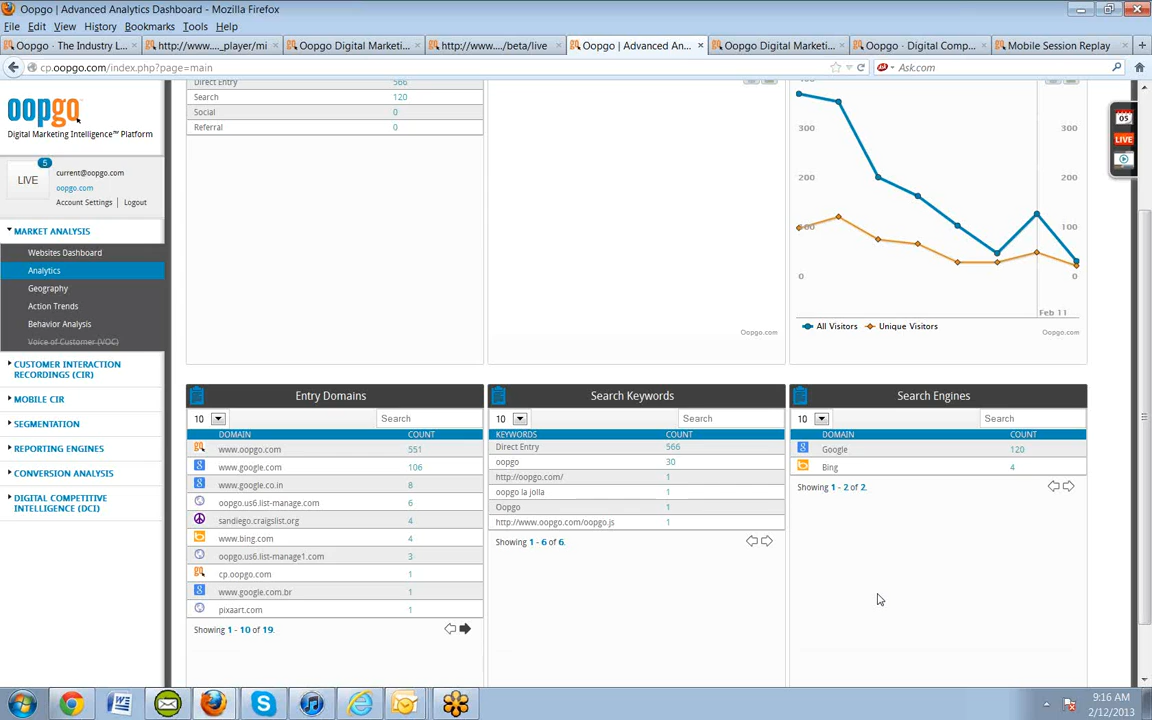 Oopgo | Advanced Analytics Dashboard - Mozilla Firefox
File Edit View History Bookmarks Tools Help
Oopgo - The Industry L...
http://www...._player/mi
Oopgo Digital Marketi...
http://www..../beta/live
Oopgo | Advanced An...
Oopgo Digital Marketi...
Oopgo - Digital Comp...
Mobile Session Replay
cp.oopgo.com/index.php?page=main
Ask.com
oopgo
Digital Marketing Intelligence™ Platform
5
LIVE
current@oopgo.com
oopgo.com
Account Settings | Logout
MARKET ANALYSIS
Websites Dashboard
Analytics
Geography
Action Trends
Behavior Analysis
Voice of Customer (VOC)
CUSTOMER INTERACTION
RECORDINGS (CIR)
MOBILE CIR
SEGMENTATION
REPORTING ENGINES
CONVERSION ANALYSIS
DIGITAL COMPETITIVE
INTELLIGENCE (DCI)
Direct Entry 566
Search 120
Social 0
Referral 0
Oopgo.com
300 300
200 200
100 100
0 0
Feb 11
All Visitors Unique Visitors
Oopgo.com
05
LIVE
Entry Domains
10 Search
DOMAIN COUNT
www.oopgo.com 551
www.google.com 106
www.google.co.in 8
oopgo.us6.list-manage.com 6
sandiego.craigslist.org 4
www.bing.com 4
oopgo.us6.list-manage1.com 3
cp.oopgo.com 1
www.google.com.br 1
pixaart.com 1
Showing 1 - 10 of 19.
Search Keywords
10 Search
KEYWORDS COUNT
Direct Entry 566
oopgo 30
http://oopgo.com/ 1
oopgo la jolla 1
Oopgo 1
http://www.oopgo.com/oopgo.js 1
Showing 1 - 6 of 6.
Search Engines
10 Search
DOMAIN COUNT
Google 120
Bing 4
Showing 1 - 2 of 2.
9:16 AM
2/12/2013